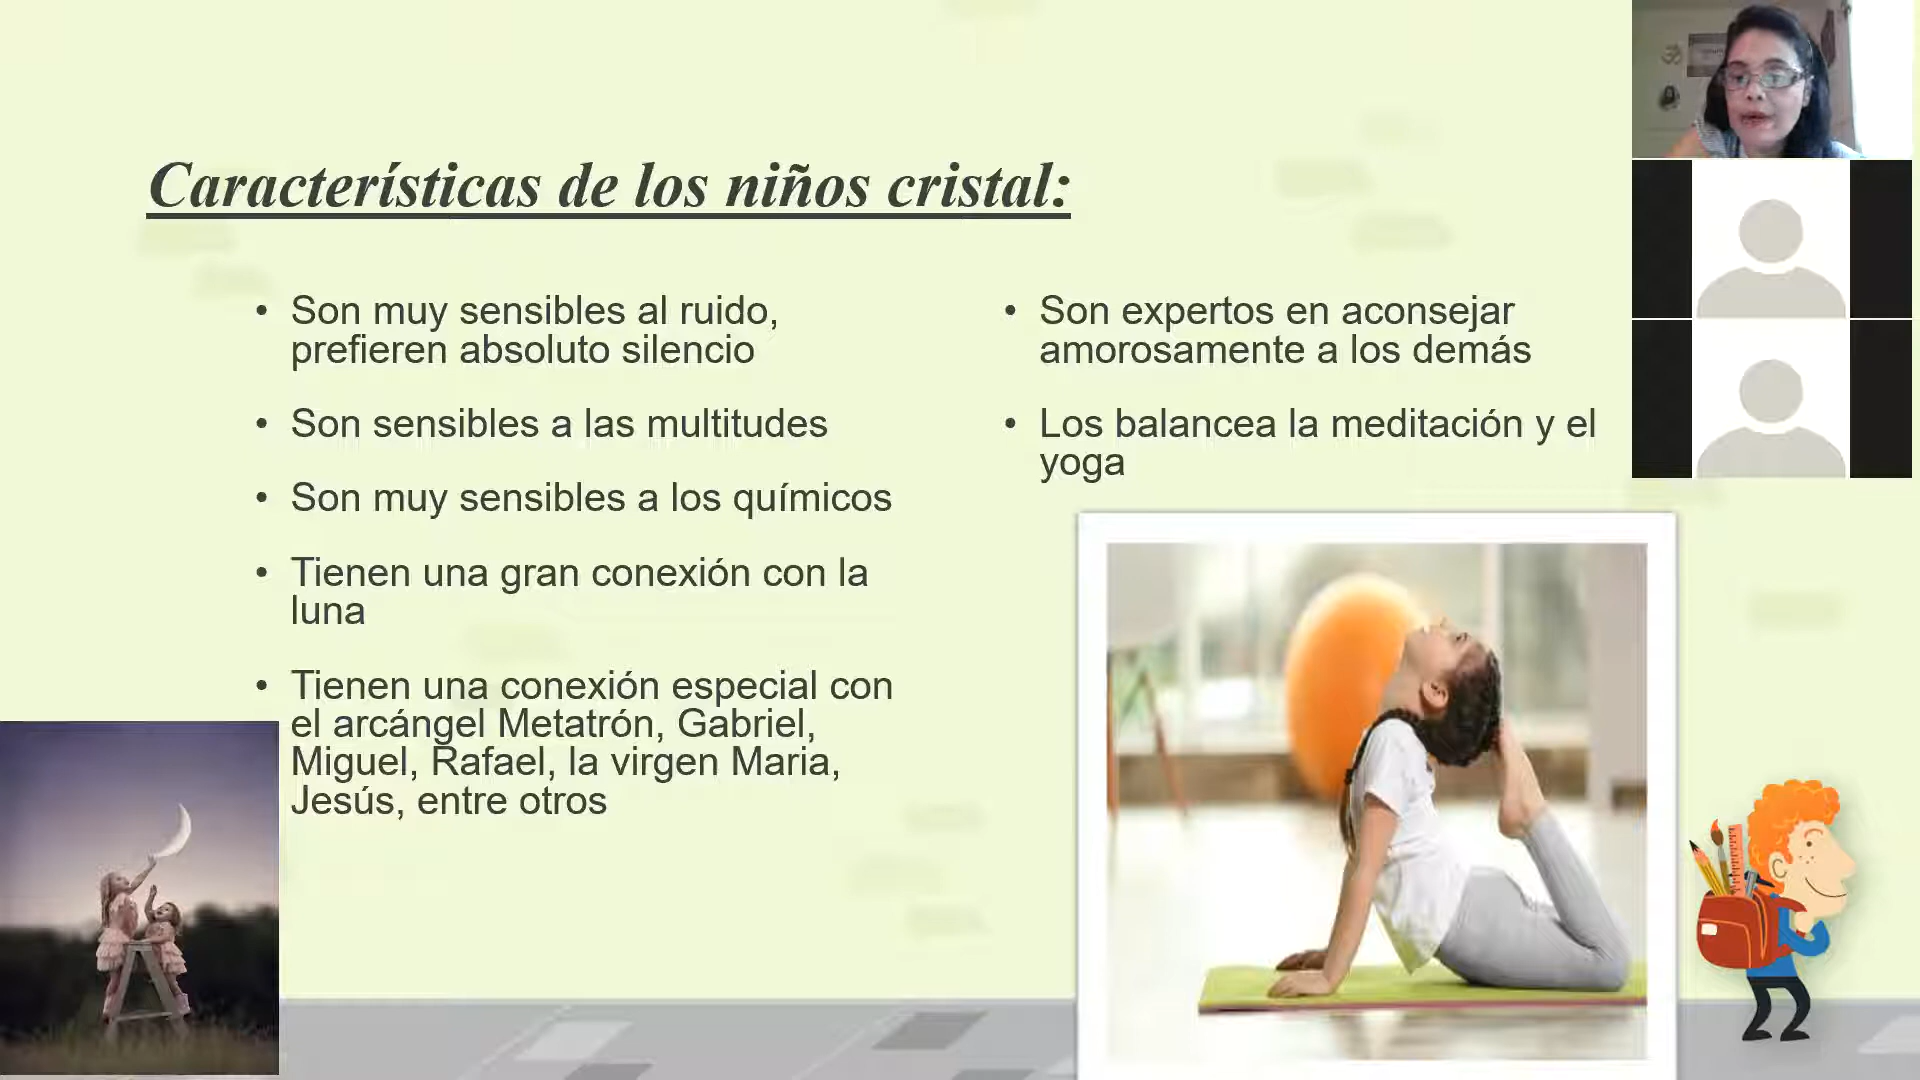 Características de los niños cristal:
• Son muy sensibles al ruido,
prefieren absoluto silencio
• Son sensibles a las multitudes
• Son muy sensibles a los químicos
• Tienen una gran conexión con la
luna
• Tienen una conexión especial con
el arcángel Metatrón, Gabriel,
Miguel, Rafael, la virgen Maria,
Jesús, entre otros
• Son expertos en aconsejar
amorosamente a los demás
• Los balancea la meditación y el
yoga